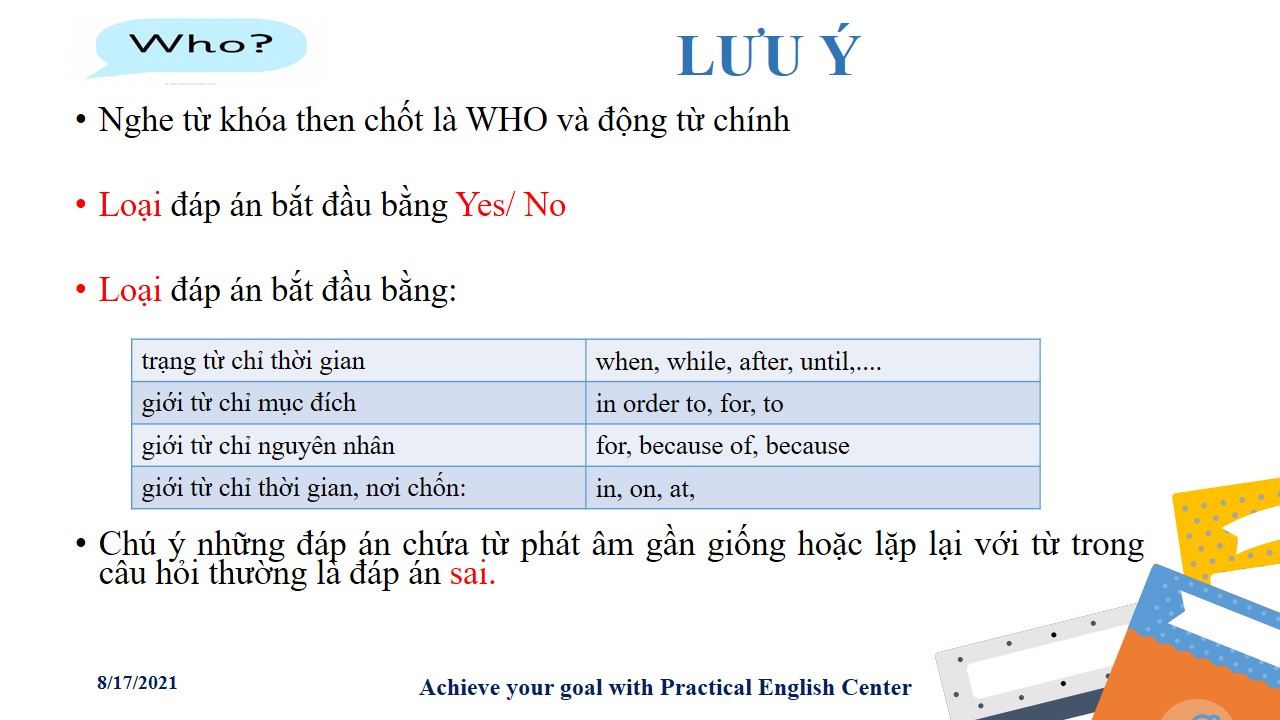 Who?
LƯU Ý
• Nghe từ khóa then chốt là WHO và động từ chính
• Loại đáp án bắt đầu bằng Yes/ No
• Loại đáp án bắt đầu bằng:
trạng từ chỉ thời gian when, while, after, until,....
giới từ chỉ mục đích in order to, for, to
giới từ chỉ nguyên nhân for, because of, because
giới từ chỉ thời gian, nơi chốn: in, on, at,
• Chú ý những đáp án chứa từ phát âm gần giống hoặc lặp lại với từ trong
câu hỏi thường là đáp án sai.
8/17/2021
Achieve your goal with Practical English Center